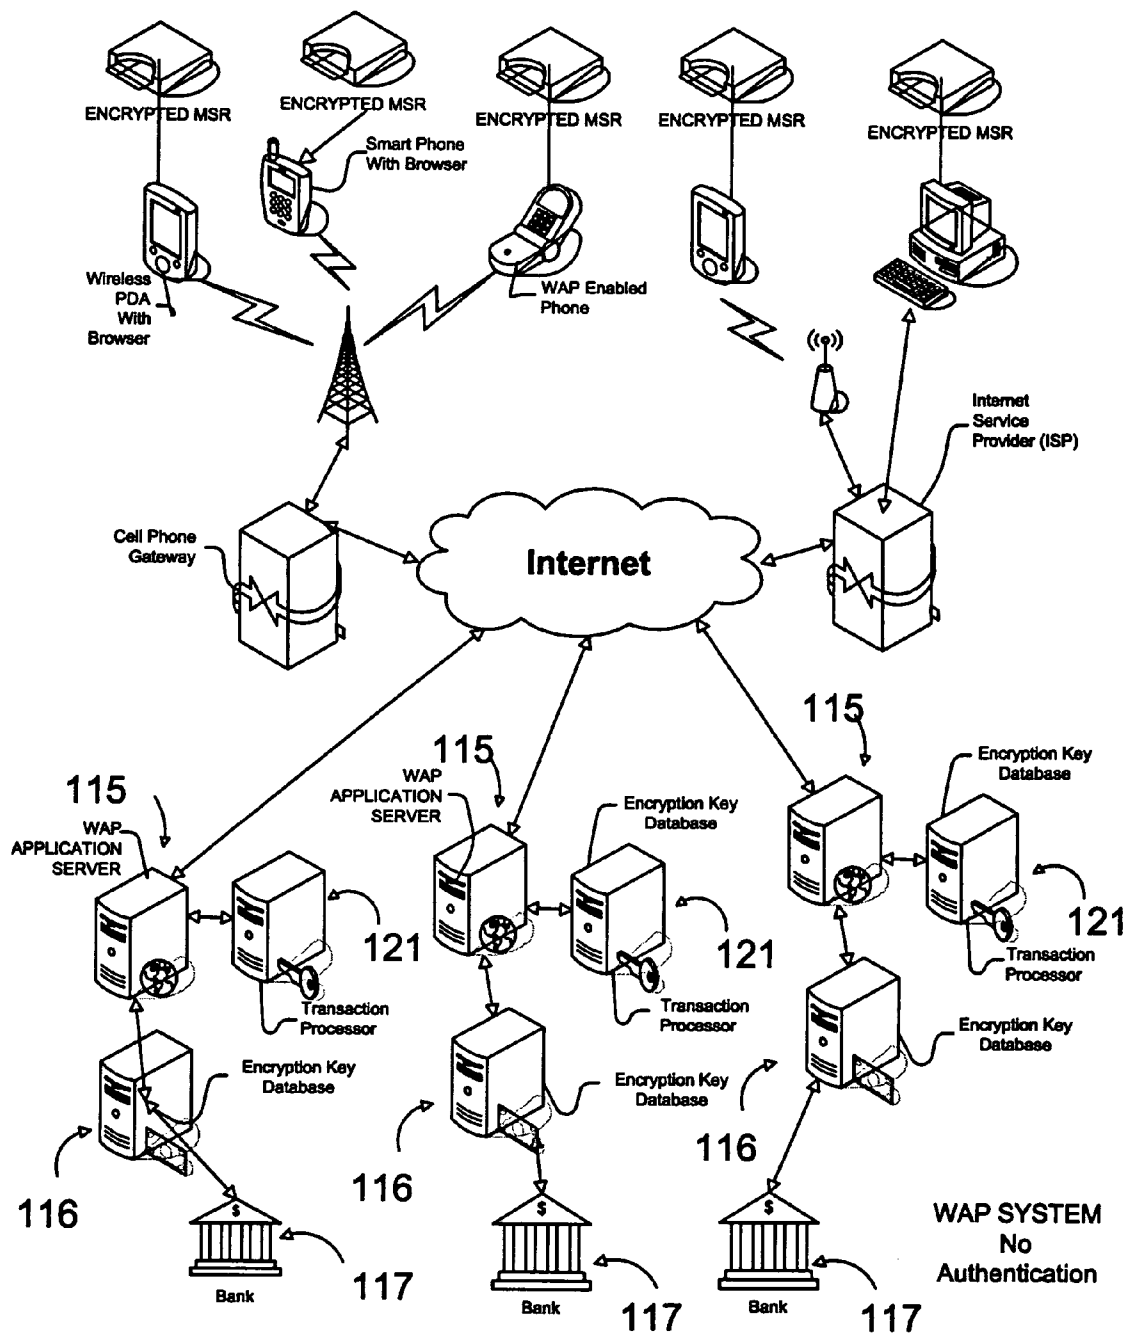 ENCRYPTED MSR
ENCRYPTED MSR
ENCRYPTED MSR
ENCRYPTED MSR
ENCRYPTED MSR
Smart Phone
With Browser
Wireless
PDA
With
Browser
WAP Enabled
Phone
Internet
Service
Provider (ISP)
Cell Phone
Gateway
Internet
115
WAP
APPLICATION
SERVER
115
WAP
APPLICATION
SERVER
115
Encryption Key
Database
Encryption Key
Database
121
121
121
Transaction
Processor
Transaction
Processor
Transaction
Processor
Encryption Key
Database
Encryption Key
Database
Encryption Key
Database
116
116
116
$
$
$
117
117
117
Bank
Bank
Bank
WAP SYSTEM
No
Authentication